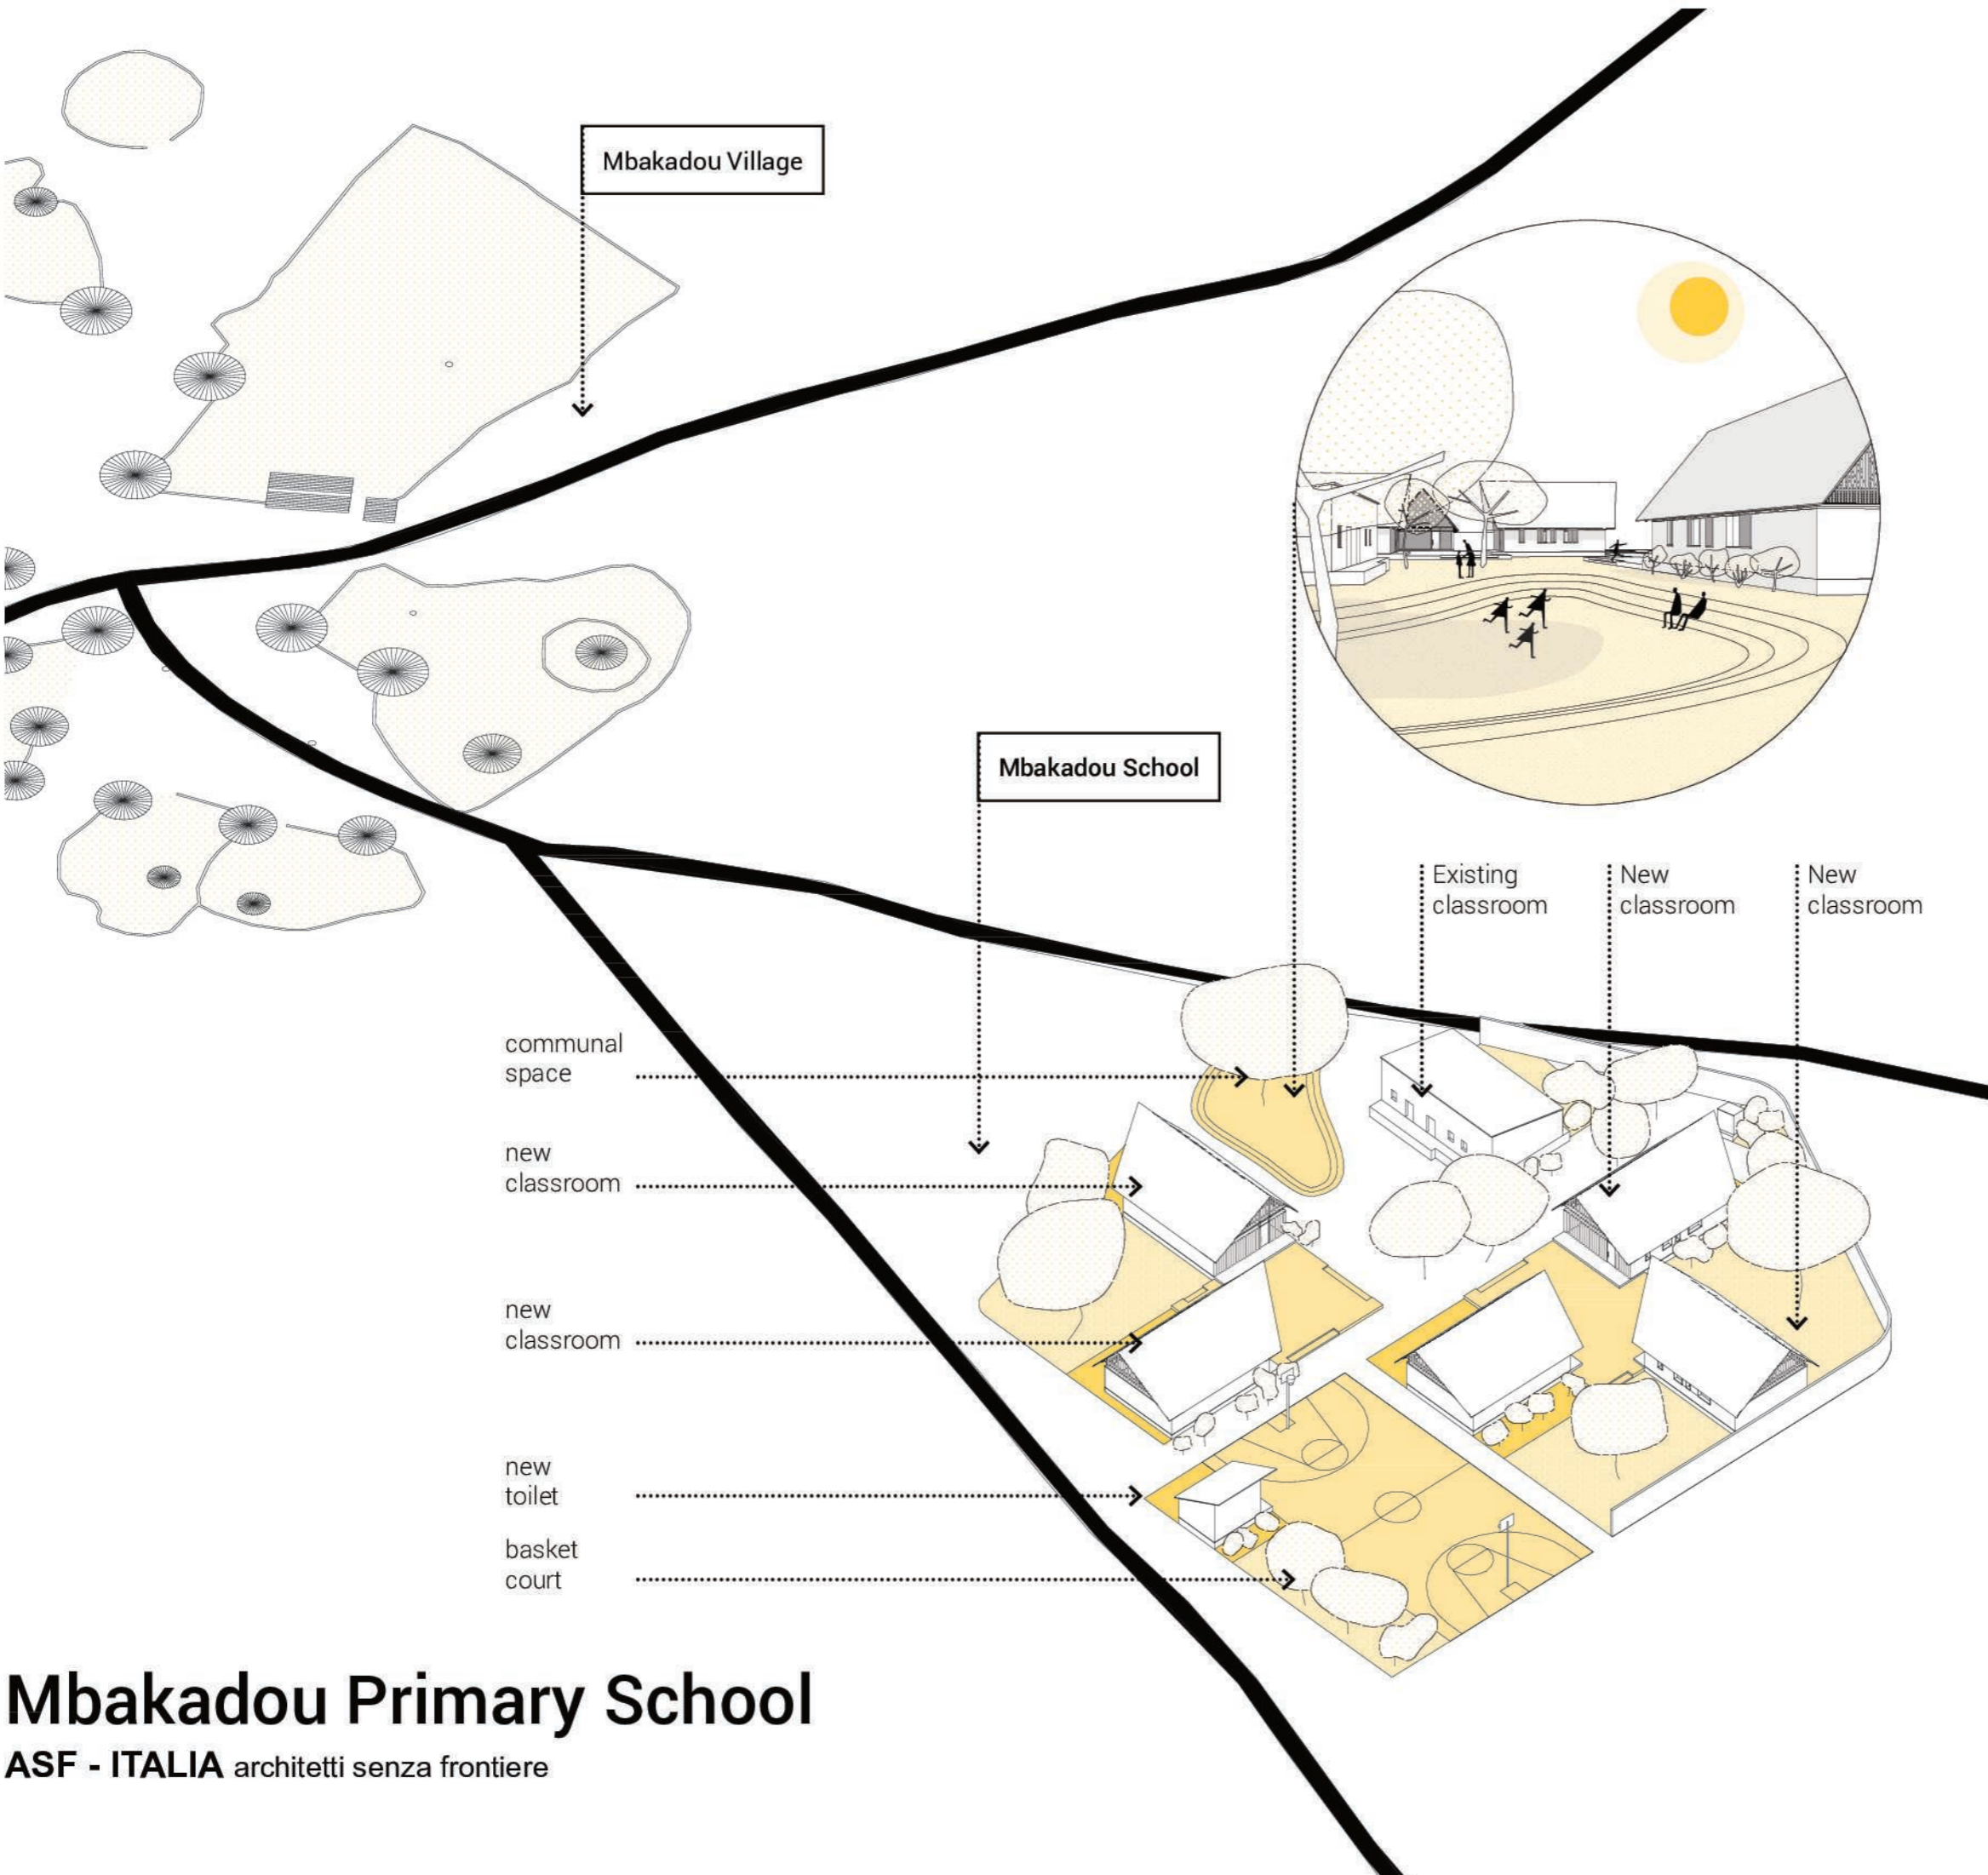 Mbakadou Village
Mbakadou School
Existing
classroom
New
classroom
New
classroom
communal
space
new
classroom
new
classroom
new
toilet
basket
court
Mbakadou Primary School
ASF - ITALIA architetti senza frontiere